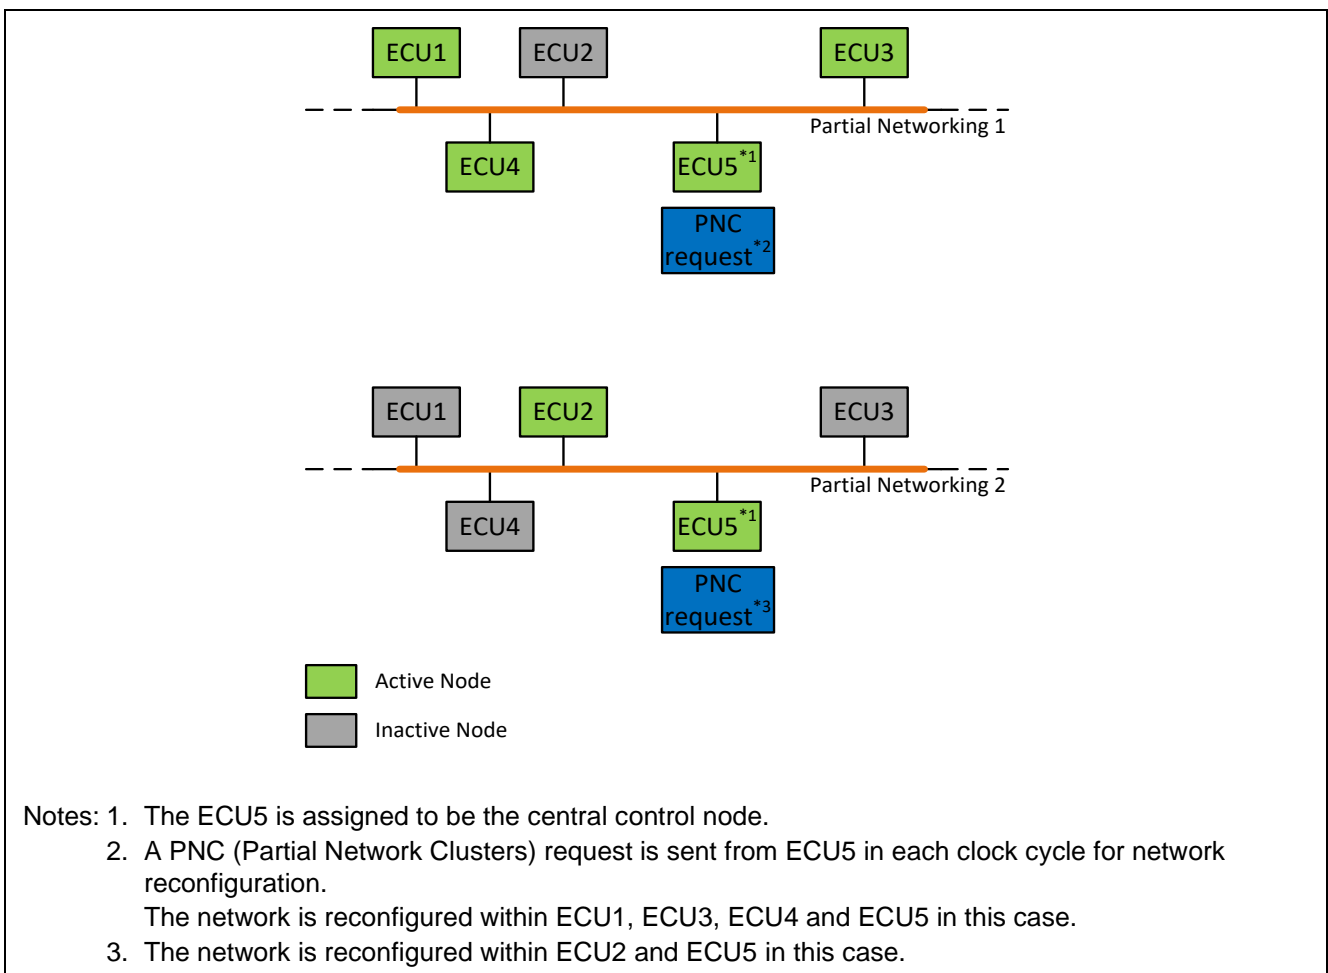 ECU1 ECU2 ECU3
Partial Networking 1
ECU4 ECU5*1
PNC
request*2
ECU1 ECU2 ECU3
Partial Networking 2
ECU4 ECU5*1
PNC
request*3
Active Node
Inactive Node
Notes: 1. The ECU5 is assigned to be the central control node.
2. A PNC (Partial Network Clusters) request is sent from ECU5 in each clock cycle for network
reconfiguration.
The network is reconfigured within ECU1, ECU3, ECU4 and ECU5 in this case.
3. The network is reconfigured within ECU2 and ECU5 in this case.